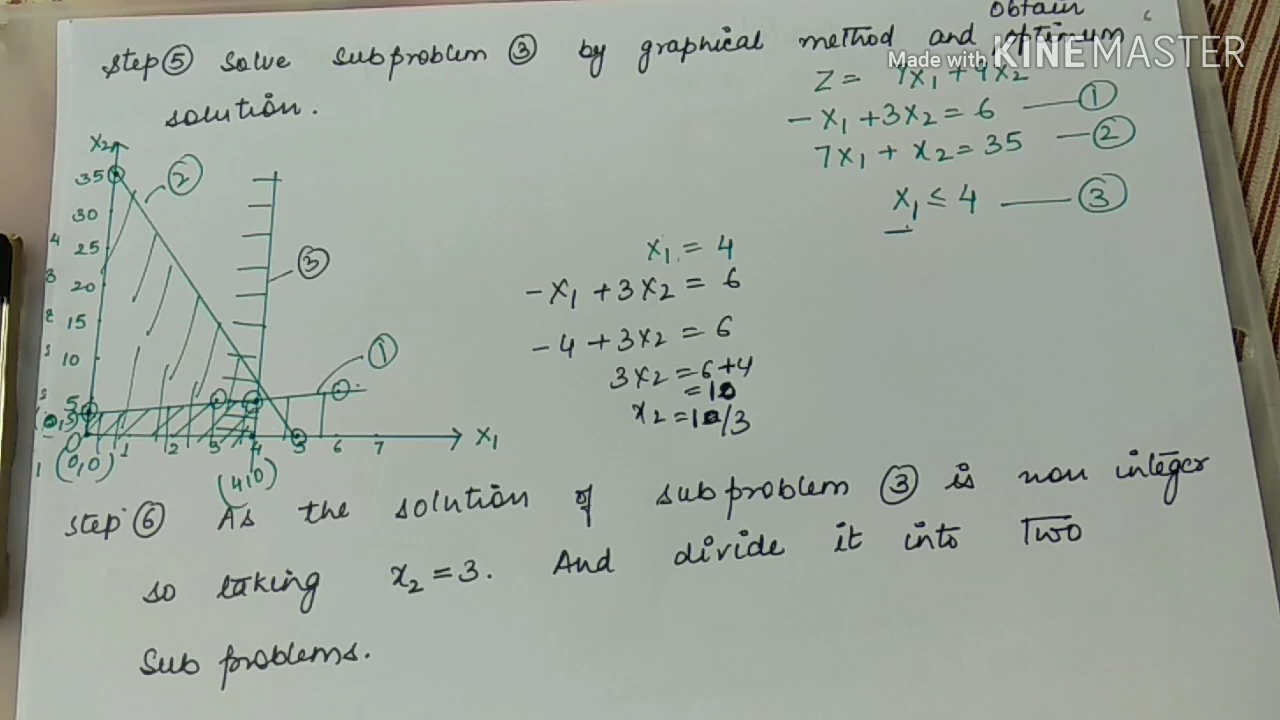 obtain
step ⑤ solve subproblem ③ by graphical method and optimum
solution.
Made with KINEMASTER
-x₁ + 3x₂ = 6 — ①
7x₁ + x₂ = 35 — ②
x₁ ≤ 4 — ③
x₂
35
②
30
25
20
15
10
5
0
③
①
1 2 3 4 5 6 7 x₁
(0,0)
(4,0)
x₁ = 4
-x₁ + 3x₂ = 6
-4 + 3x₂ = 6
3x₂ = 6+4
= 10
x₂ = 10/3
step ⑥ As the solution of subproblem ③ is non integer
so taking x₂ = 3. And divide it into Two
Sub problems.